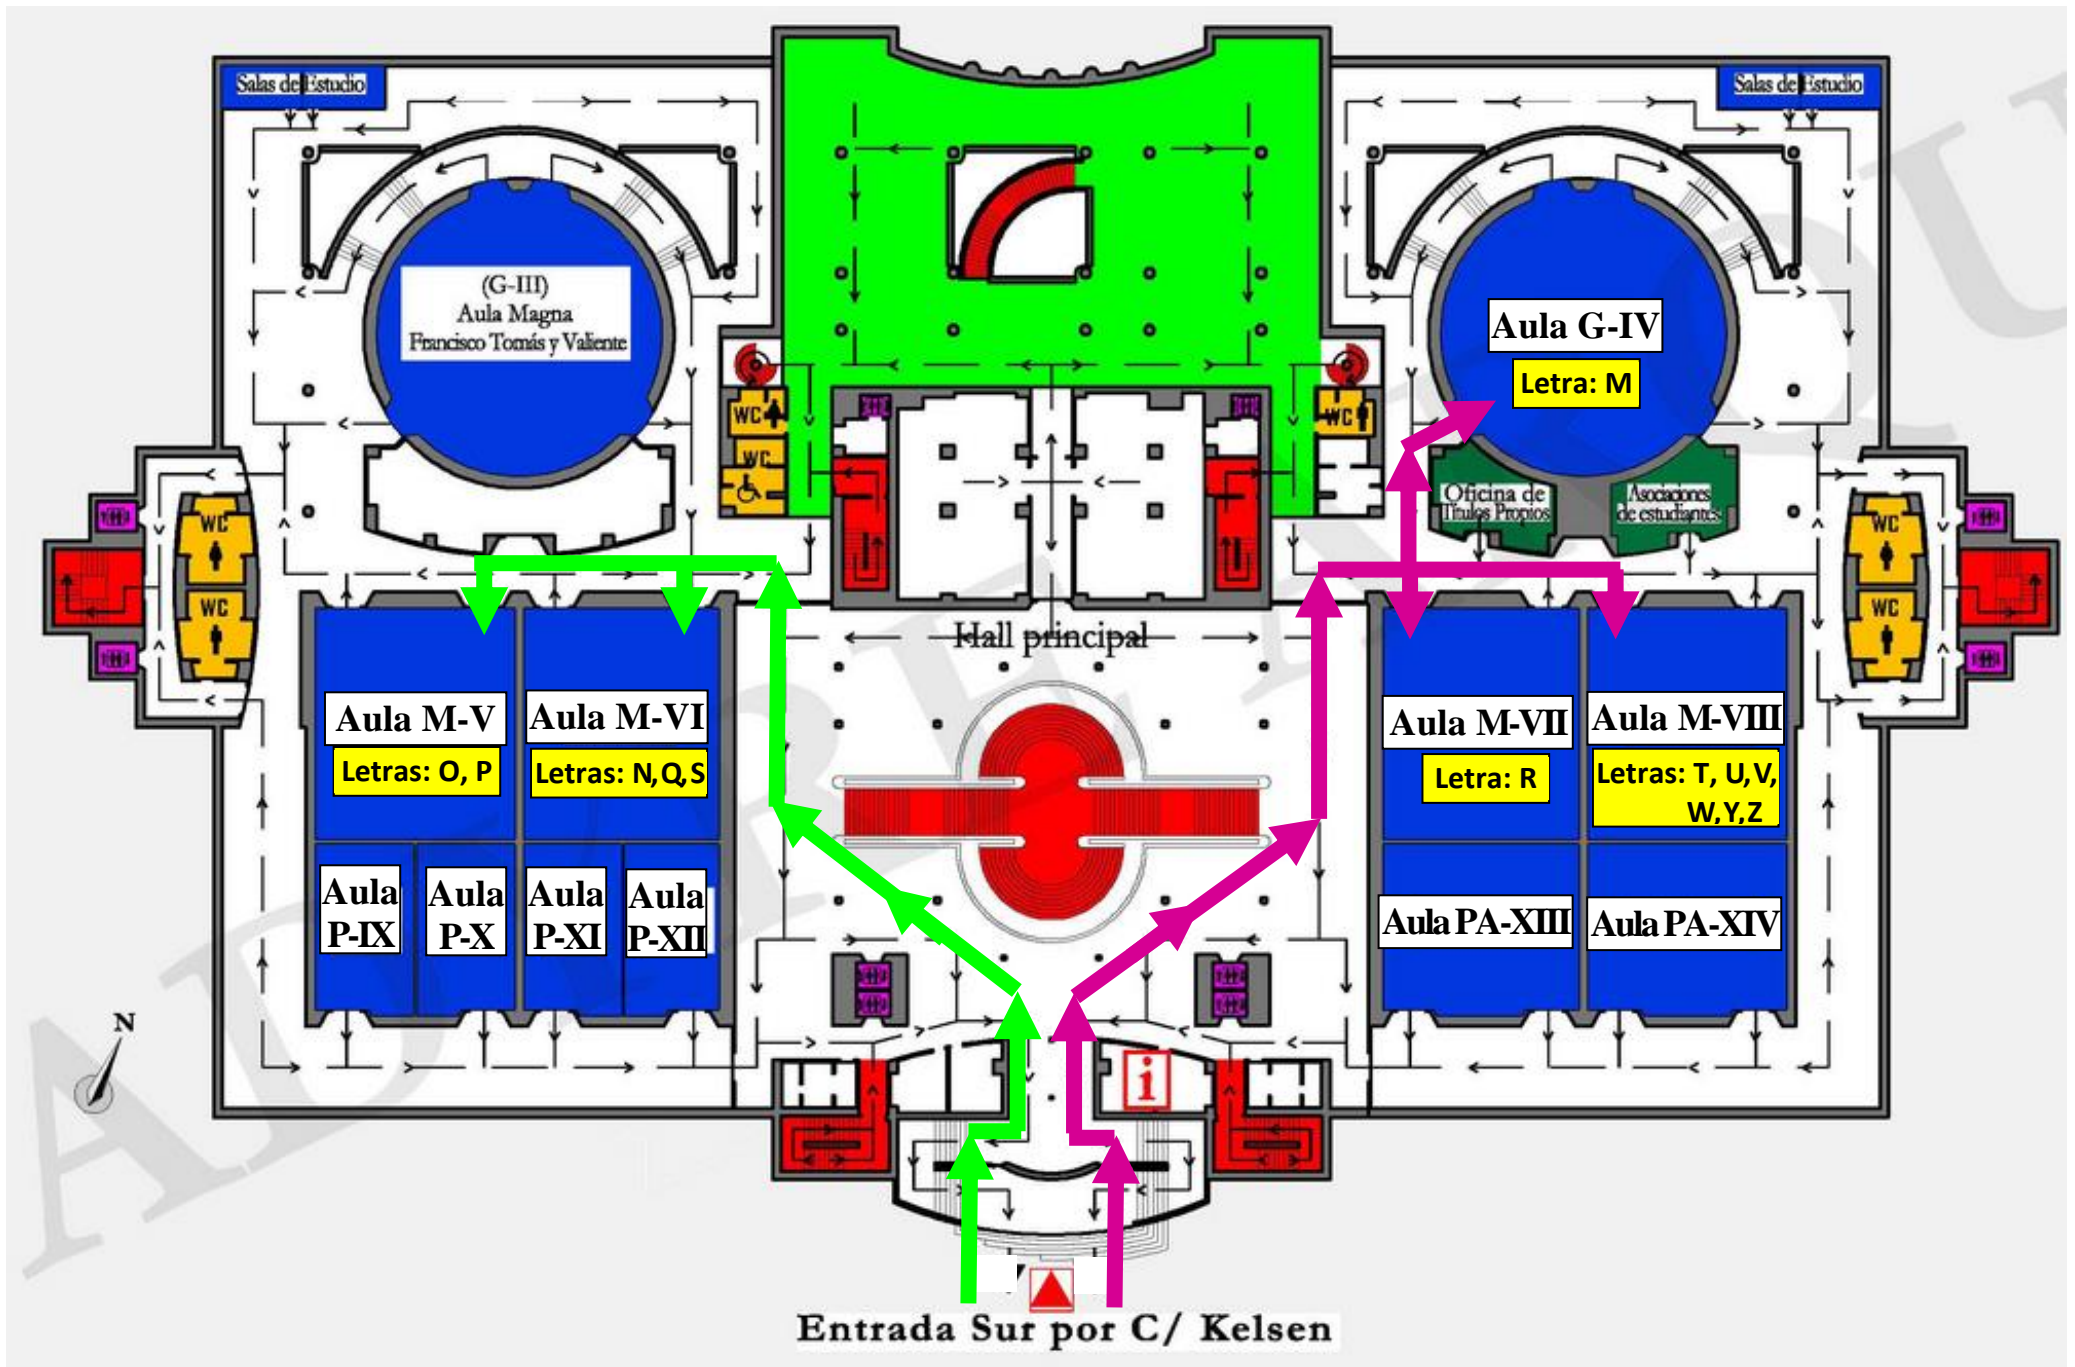 Salas de Estudio
Salas de Estudio
(G-III)
Aula Magna
Francisco Tomás y Valiente
Aula G-IV
Letra: M
WC
WC
WC
Oficina de
Títulos Propios
Asociaciones
de estudiantes
WC
WC
WC
WC
Hall principal
Aula M-V
Letras: O, P
Aula M-VI
Letras: N,Q,S
Aula M-VII
Letra: R
Aula M-VIII
Letras: T, U,V,
W,Y,Z
Aula
P-IX
Aula
P-X
Aula
P-XI
Aula
P-XII
Aula PA-XIII
Aula PA-XIV
N
i
Entrada Sur por C/ Kelsen